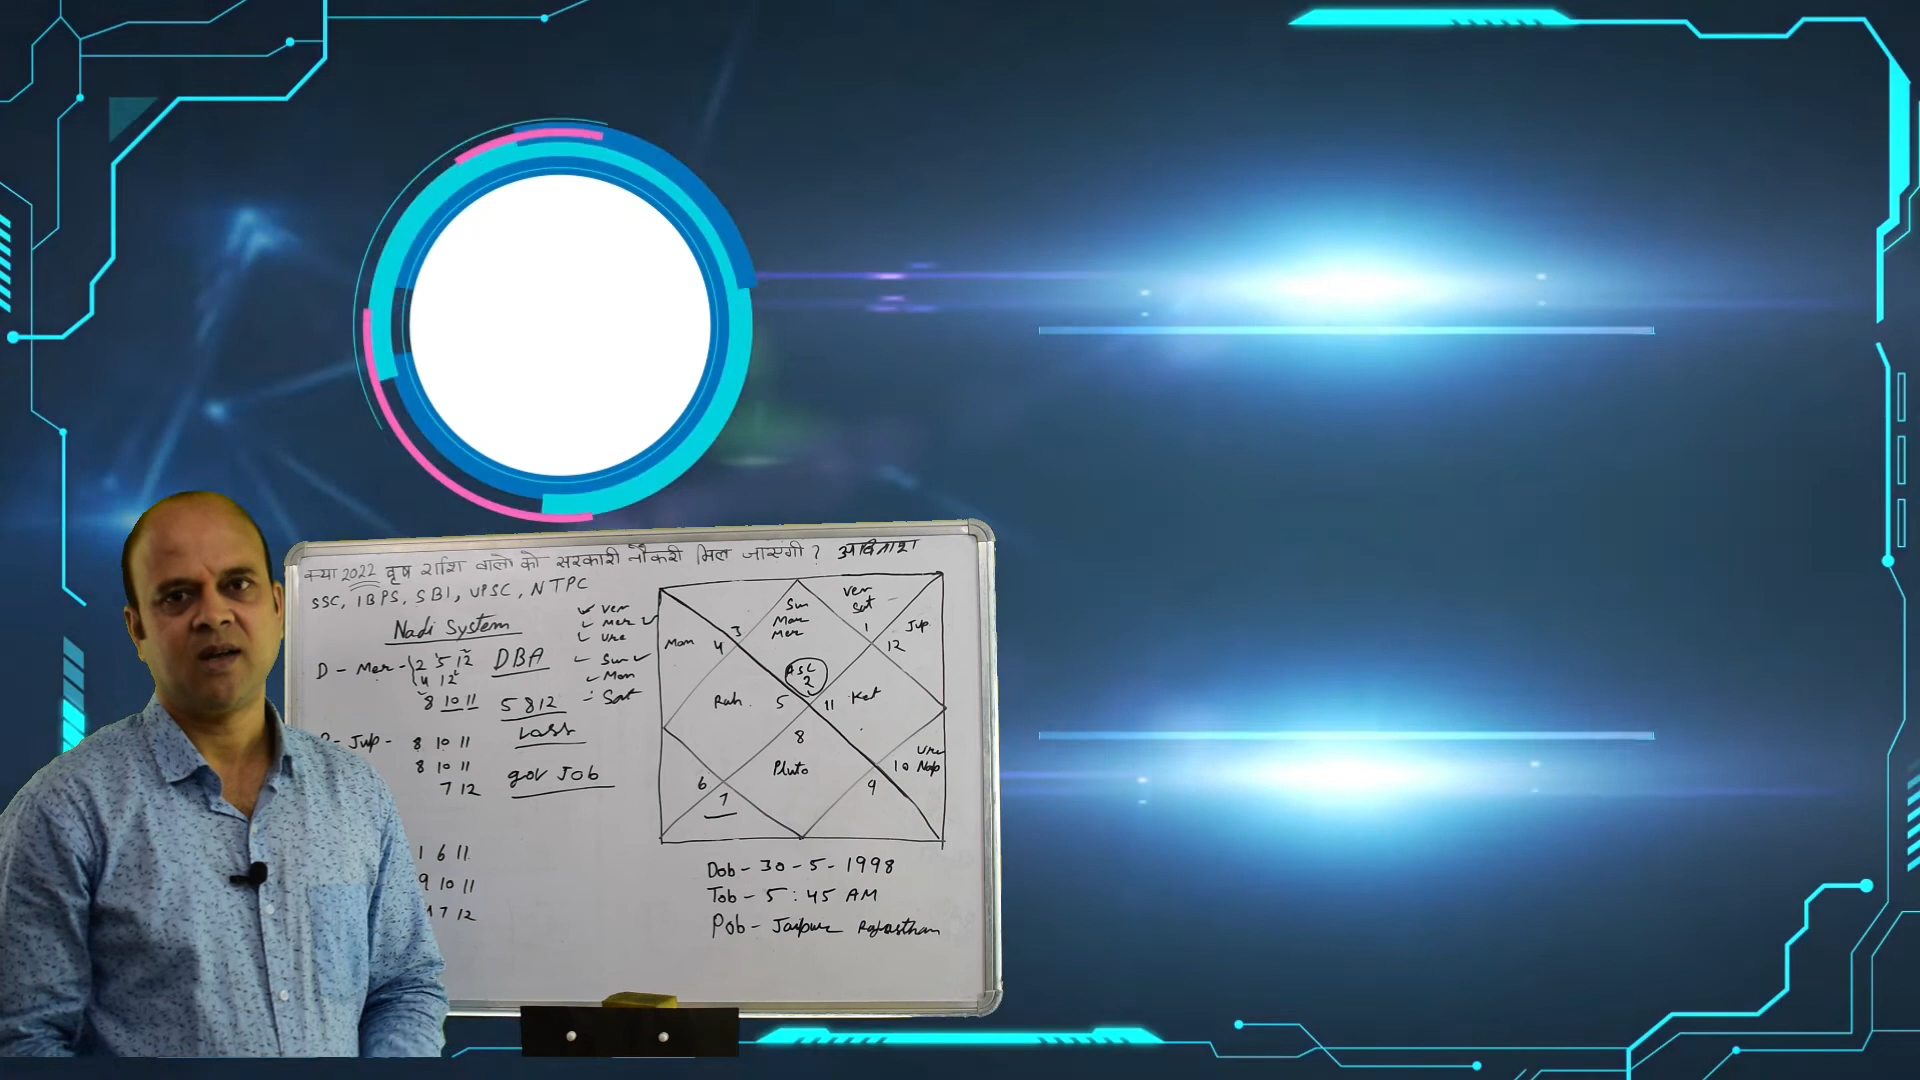 क्या 2022 वृष राशि वालो को सरकारी नौकरी मिल जाएगी ? अविनाश
SSC, IBPS, SBI, UPSC, NTPC
Nadi System
D - Mer - 2 5 12
4 12
8 10 11
DBA
5 8 12
Loss
gov Job
Ven
Mer
Ure
Sun
Mon
Sat
Jup - 8 10 11
8 10 11
7 12
1 6 11
9 10 11
7 12
Sun
Mar
Mer
Ven
Sat
Mon
4
3
1
Jup
12
ASC
2
Rah
5
11
Ket
8
Pluto
Ure
10 Nep
6
7
9
Dob - 30 - 5 - 1998
Tob - 5 : 45 AM
Pob - Jaipur Rajasthan